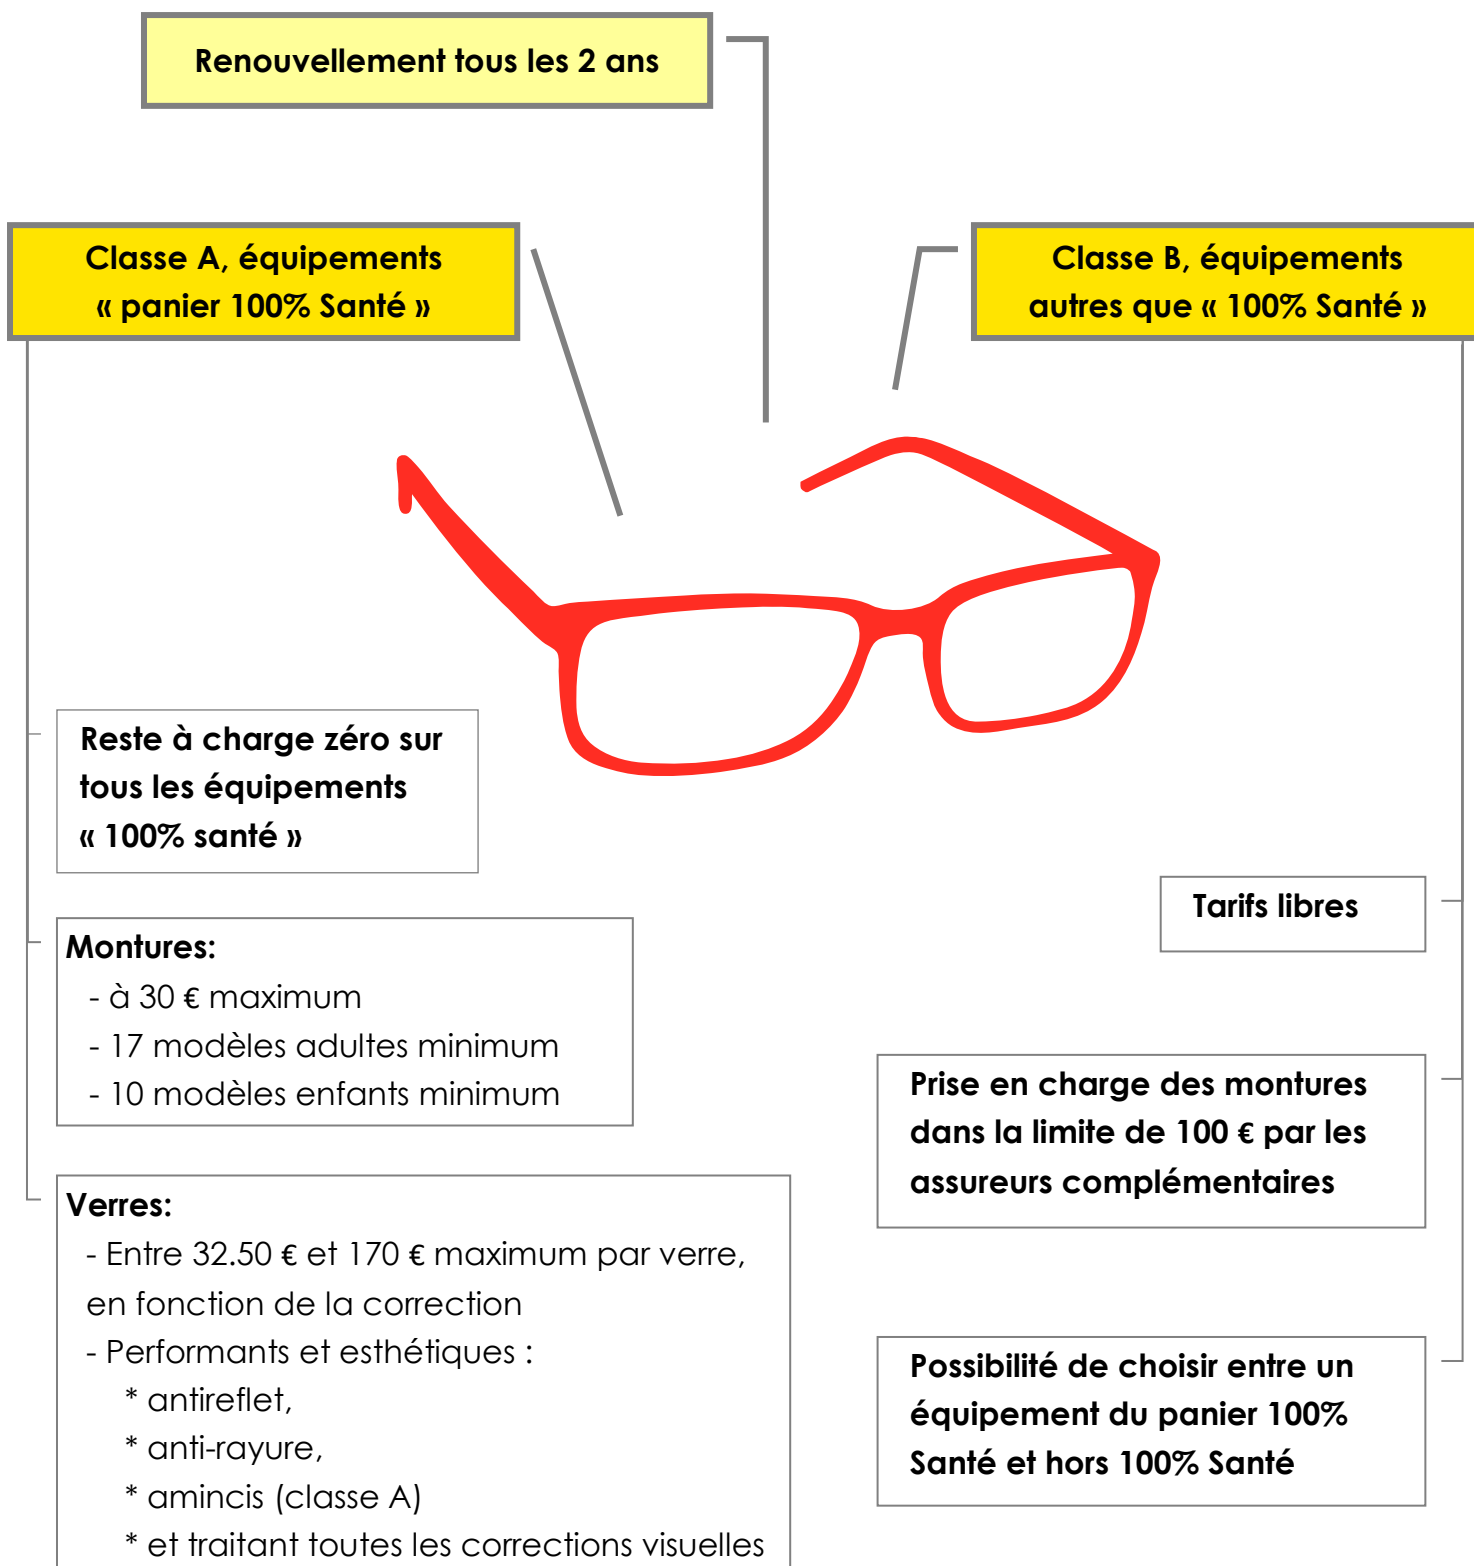 Renouvellement tous les 2 ans
Classe A, équipements
« panier 100% Santé »
Classe B, équipements
autres que « 100% Santé »
Reste à charge zéro sur
tous les équipements
« 100% santé »
Montures:
- à 30 € maximum
- 17 modèles adultes minimum
- 10 modèles enfants minimum
Verres:
- Entre 32.50 € et 170 € maximum par verre,
en fonction de la correction
- Performants et esthétiques :
* antireflet,
* anti-rayure,
* amincis (classe A)
* et traitant toutes les corrections visuelles
Tarifs libres
Prise en charge des montures
dans la limite de 100 € par les
assureurs complémentaires
Possibilité de choisir entre un
équipement du panier 100%
Santé et hors 100% Santé